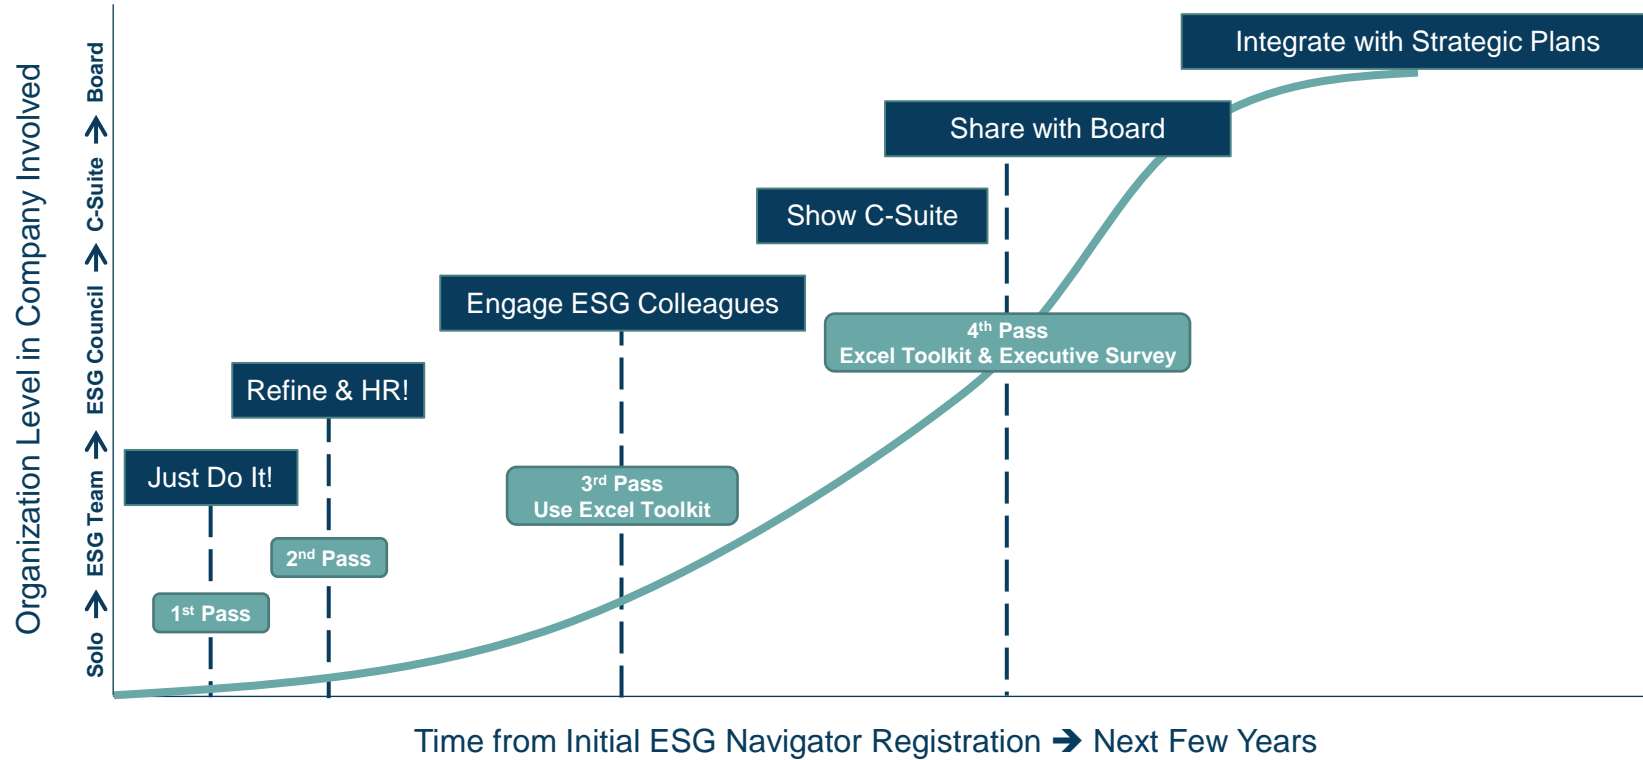 Integrate with Strategic Plans
Share with Board
Show C-Suite
Engage ESG Colleagues
4th Pass
Excel Toolkit & Executive Survey
Refine & HR!
Just Do It!
3rd Pass
Use Excel Toolkit
2nd Pass
1st Pass
Organization Level in Company Involved
Solo → ESG Team → ESG Council → C-Suite → Board
Time from Initial ESG Navigator Registration ➔ Next Few Years